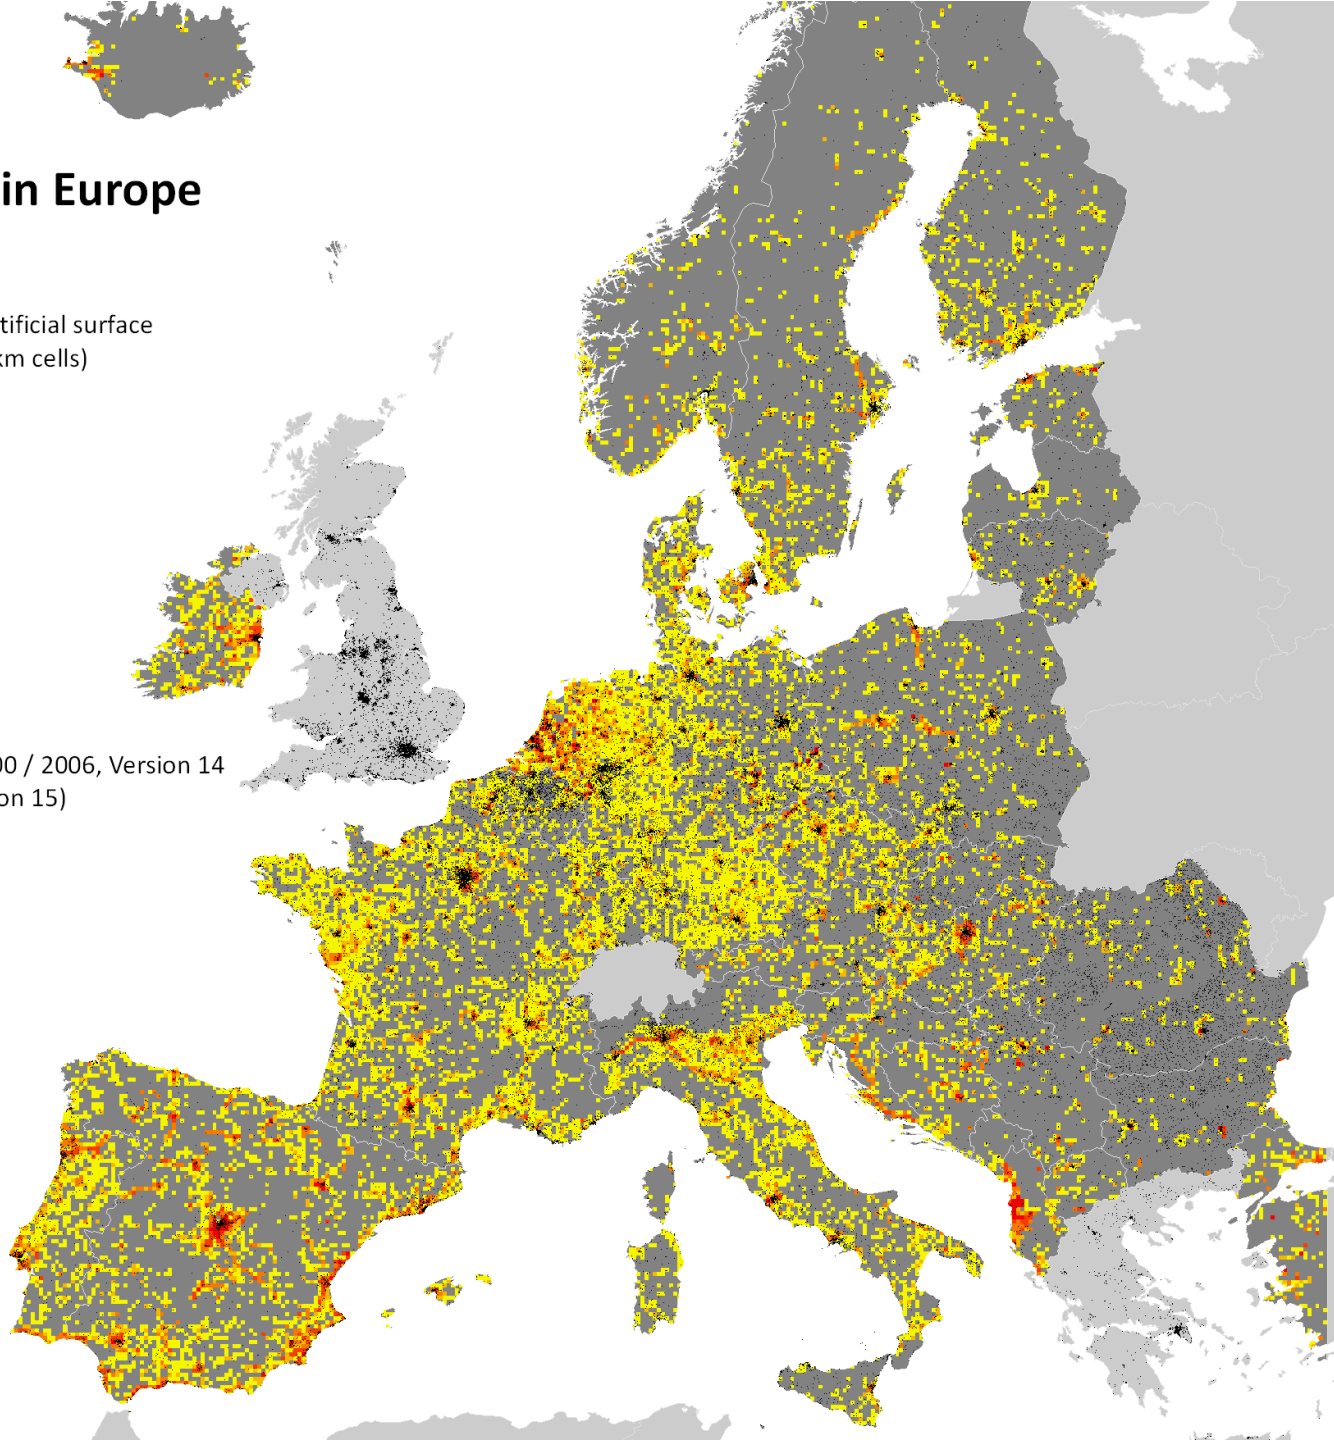 in Europe
tificial surface
km cells)
00 / 2006, Version 14
on 15)